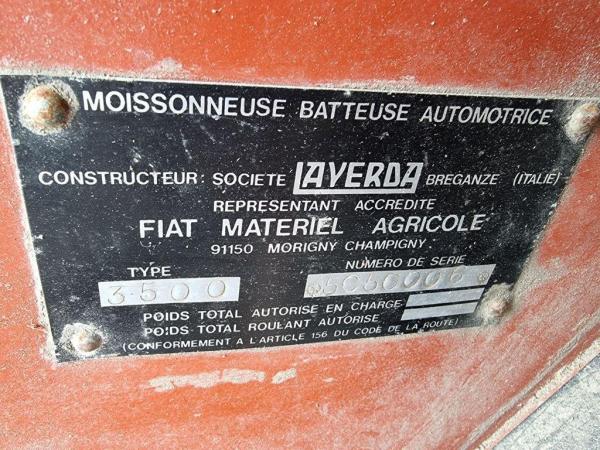 MOISSONNEUSE BATTEUSE AUTOMOTRICE
CONSTRUCTEUR: SOCIETE LAVERDA BREGANZE (ITALIE)
REPRESENTANT ACCREDITE
FIAT MATERIEL AGRICOLE
91150 MORIGNY CHAMPIGNY
TYPE NUMERO DE SERIE
3500
POIDS TOTAL AUTORISE EN CHARGE
POIDS TOTAL ROULANT AUTORISE
(CONFORMEMENT A L'ARTICLE 156 DU CODE DE LA ROUTE)